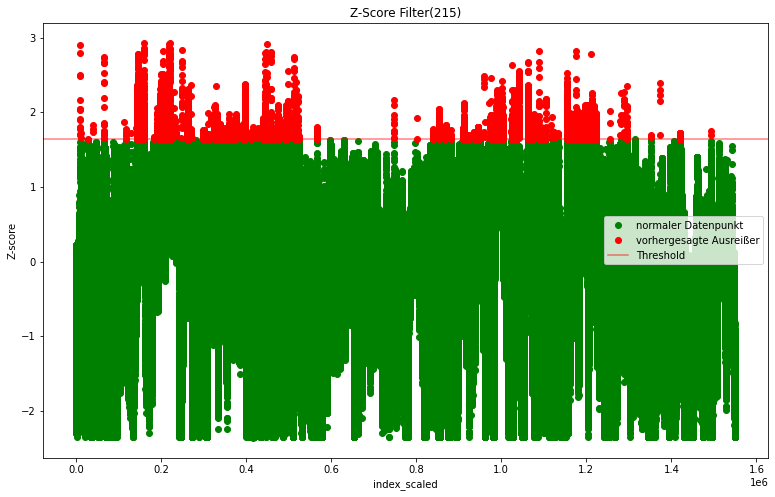 Z-Score Filter(215)
3
2
1
0
−1
−2
Z-score
normaler Datenpunkt
vorhergesagte Ausreißer
Threshold
0.0 0.2 0.4 0.6 0.8 1.0 1.2 1.4 1.6
1e6
index_scaled